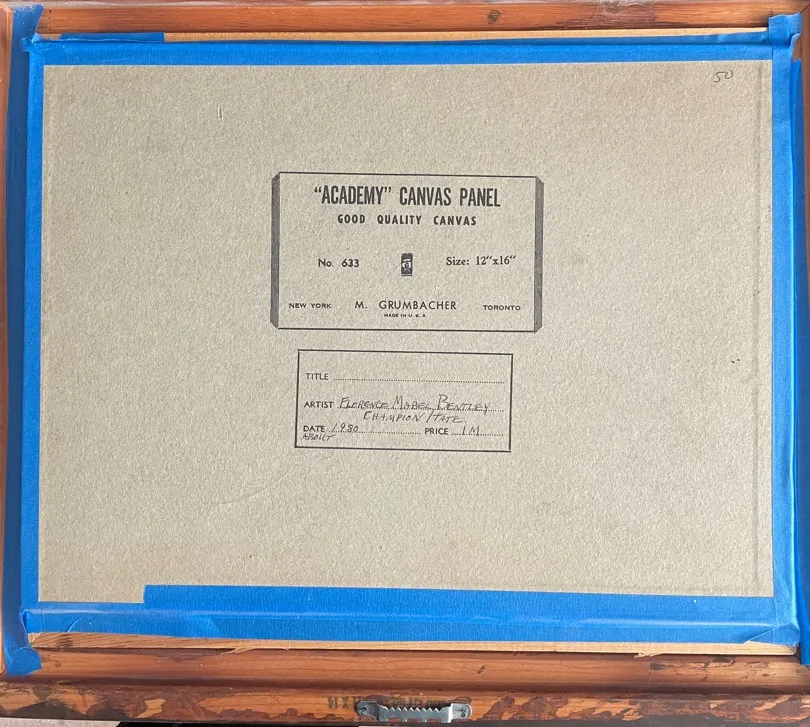 50
"ACADEMY" CANVAS PANEL
GOOD QUALITY CANVAS
No. 633 Size: 12"x16"
NEW YORK M. GRUMBACHER TORONTO
MADE IN U. S. A.
TITLE
ARTIST FLORENCE MABEL BENTLEY
CHAMPION/TATE
DATE 1980 PRICE 1M
ABOUT